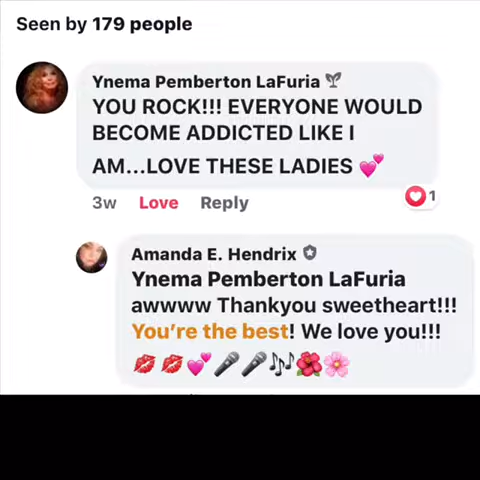 Seen by 179 people
Ynema Pemberton LaFuria
YOU ROCK!!! EVERYONE WOULD
BECOME ADDICTED LIKE I
AM...LOVE THESE LADIES 💕
3w Love Reply
1
Amanda E. Hendrix
Ynema Pemberton LaFuria
awwww Thankyou sweetheart!!!
You're the best! We love you!!!
💋💋💕🎤🎤🎶🌺🌸